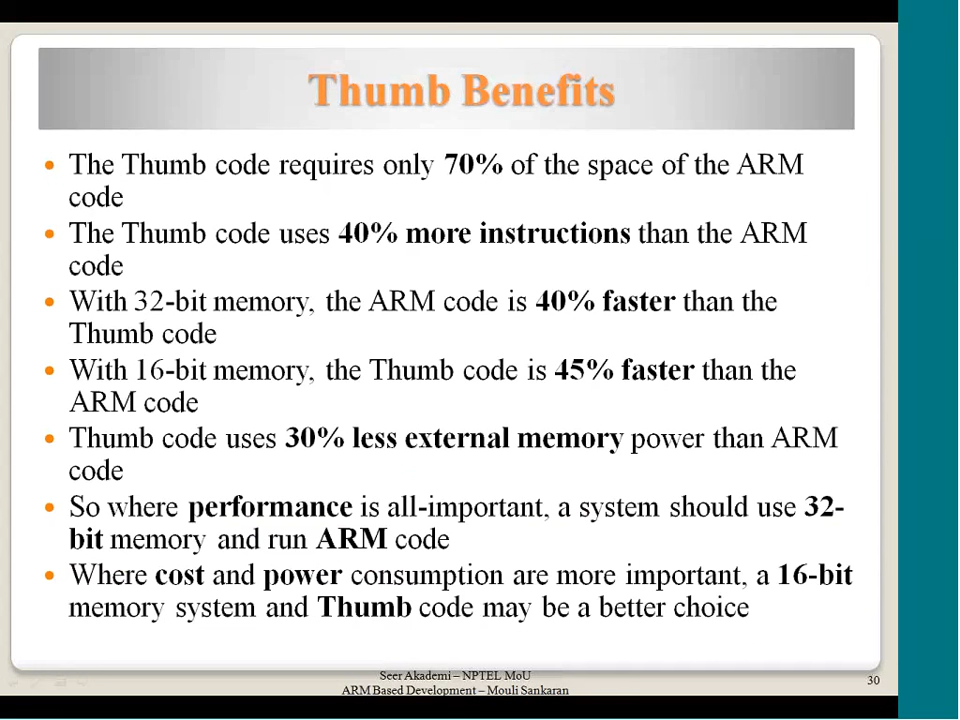 Thumb Benefits
• The Thumb code requires only 70% of the space of the ARM
code
• The Thumb code uses 40% more instructions than the ARM
code
• With 32-bit memory, the ARM code is 40% faster than the
Thumb code
• With 16-bit memory, the Thumb code is 45% faster than the
ARM code
• Thumb code uses 30% less external memory power than ARM
code
• So where performance is all-important, a system should use 32-
bit memory and run ARM code
• Where cost and power consumption are more important, a 16-bit
memory system and Thumb code may be a better choice
Seer Akademi – NPTEL MoU
ARM Based Development – Mouli Sankaran
30